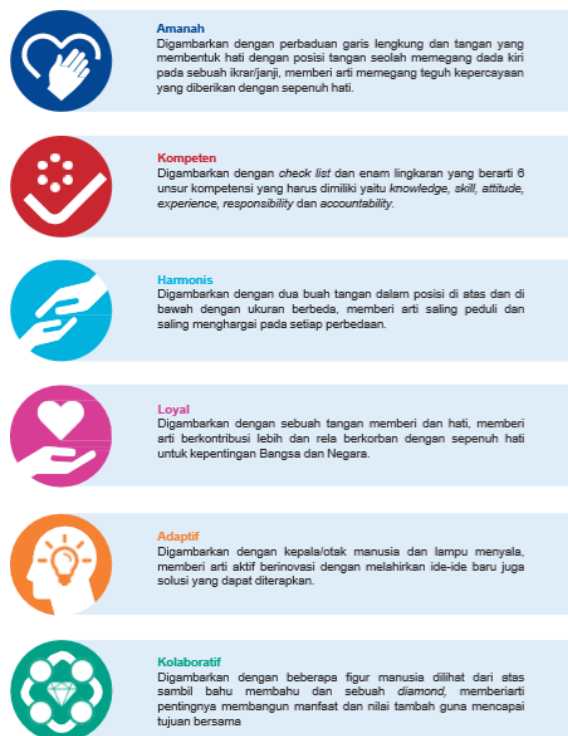 Amanah
Digambarkan dengan perbaduan garis lengkung dan tangan yang
membentuk hati dengan posisi tangan seolah memegang dada kiri
pada sebuah ikrar/janji, memberi arti memegang teguh kepercayaan
yang diberikan dengan sepenuh hati.
Kompeten
Digambarkan dengan check list dan enam lingkaran yang berarti 6
unsur kompetensi yang harus dimiliki yaitu knowledge, skill, attitude,
experience, responsibility dan accountability.
Harmonis
Digambarkan dengan dua buah tangan dalam posisi di atas dan di
bawah dengan ukuran berbeda, memberi arti saling peduli dan
saling menghargai pada setiap perbedaan.
Loyal
Digambarkan dengan sebuah tangan memberi dan hati, memberi
arti berkontribusi lebih dan rela berkorban dengan sepenuh hati
untuk kepentingan Bangsa dan Negara.
Adaptif
Digambarkan dengan kepala/otak manusia dan lampu menyala,
memberi arti aktif berinovasi dengan melahirkan ide-ide baru juga
solusi yang dapat diterapkan.
Kolaboratif
Digambarkan dengan beberapa figur manusia dilihat dari atas
sambil bahu membahu dan sebuah diamond, memberiarti
pentingnya membangun manfaat dan nilai tambah guna mencapai
tujuan bersama